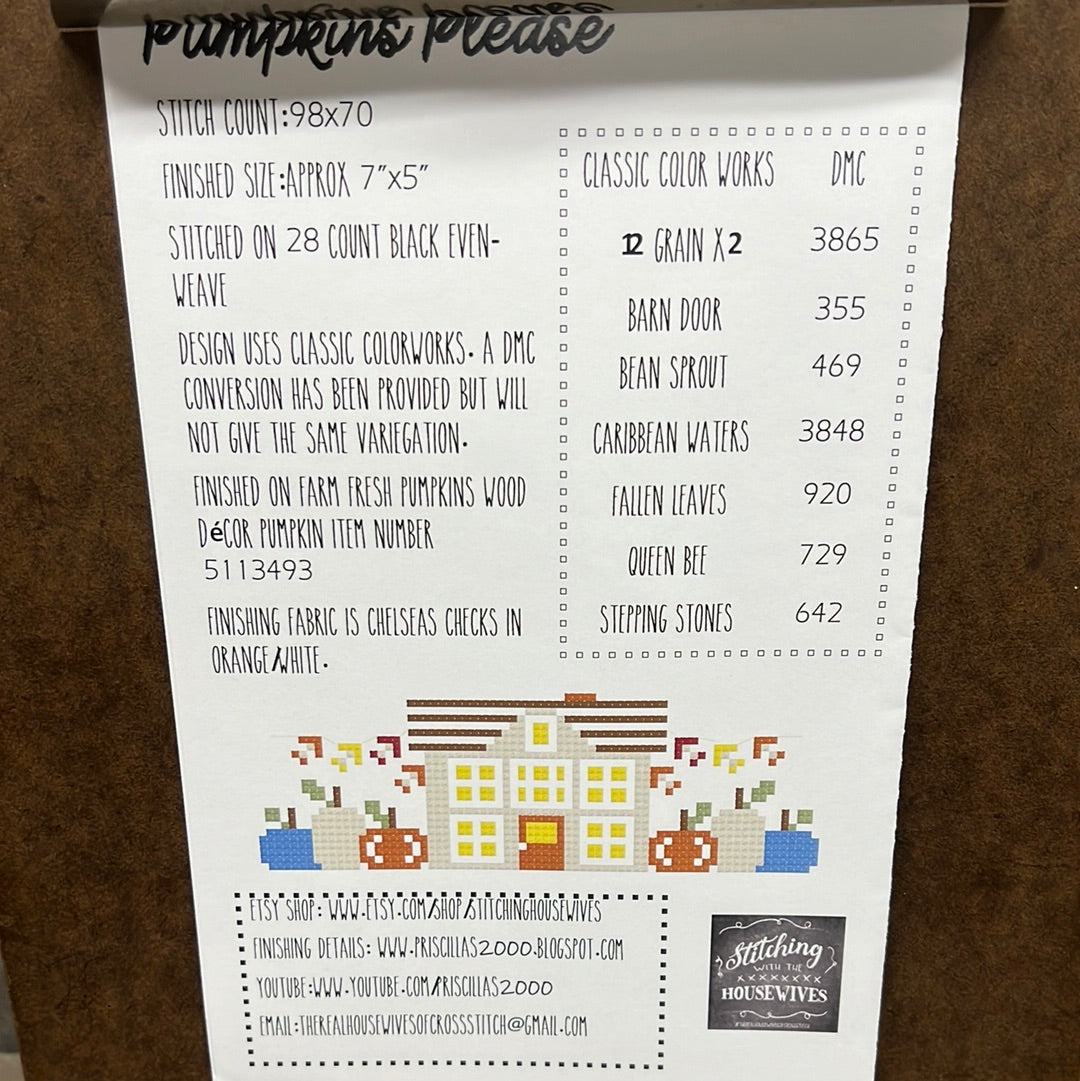 Pumpkins Please
STITCH COUNT:98x70
FINISHED SIZE:APPROX 7"x5"
STITCHED ON 28 COUNT BLACK EVEN-
WEAVE
DESIGN USES CLASSIC COLORWORKS. A DMC
CONVERSION HAS BEEN PROVIDED BUT WILL
NOT GIVE THE SAME VARIEGATION.
FINISHED ON FARM FRESH PUMPKINS WOOD
DéCOR PUMPKIN ITEM NUMBER
5113493
FINISHING FABRIC IS CHELSEAS CHECKS IN
ORANGE/WHITE.
CLASSIC COLOR WORKS DMC
12 GRAIN X2 3865
BARN DOOR 355
BEAN SPROUT 469
CARIBBEAN WATERS 3848
FALLEN LEAVES 920
QUEEN BEE 729
STEPPING STONES 642
ETSY SHOP: WWW.ETSY.COM/SHOP/STITCHINGHOUSEWIVES
FINISHING DETAILS: WWW.PRISCILLAS2000.BLOGSPOT.COM
YOUTUBE:WWW.YOUTUBE.COM/PRISCILLAS2000
EMAIL:THEREALHOUSEWIVESOFCROSSSTITCH@GMAIL.COM
Stitching
WITH THE
XXXXXXXX
HOUSEWIVES